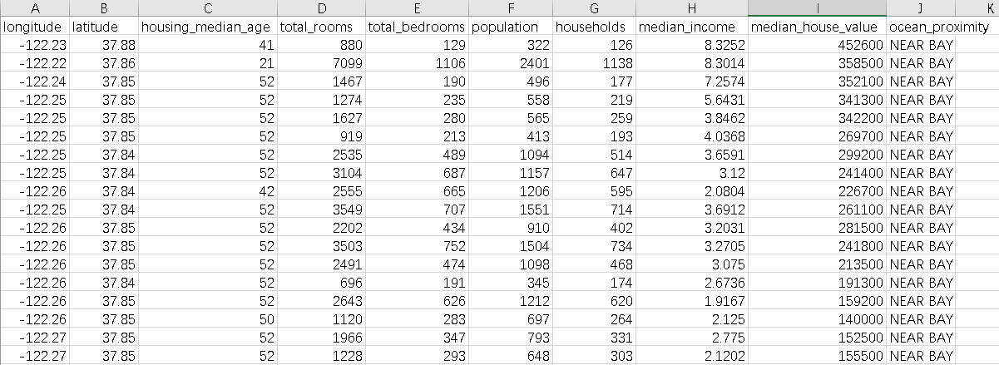 A B C D E F G H I J K
longitude latitude housing_median_age total_rooms total_bedrooms population households median_income median_house_value ocean_proximity
-122.23 37.88 41 880 129 322 126 8.3252 452600 NEAR BAY
-122.22 37.86 21 7099 1106 2401 1138 8.3014 358500 NEAR BAY
-122.24 37.85 52 1467 190 496 177 7.2574 352100 NEAR BAY
-122.25 37.85 52 1274 235 558 219 5.6431 341300 NEAR BAY
-122.25 37.85 52 1627 280 565 259 3.8462 342200 NEAR BAY
-122.25 37.85 52 919 213 413 193 4.0368 269700 NEAR BAY
-122.25 37.84 52 2535 489 1094 514 3.6591 299200 NEAR BAY
-122.25 37.84 52 3104 687 1157 647 3.12 241400 NEAR BAY
-122.26 37.84 42 2555 665 1206 595 2.0804 226700 NEAR BAY
-122.25 37.84 52 3549 707 1551 714 3.6912 261100 NEAR BAY
-122.26 37.85 52 2202 434 910 402 3.2031 281500 NEAR BAY
-122.26 37.85 52 3503 752 1504 734 3.2705 241800 NEAR BAY
-122.26 37.85 52 2491 474 1098 468 3.075 213500 NEAR BAY
-122.26 37.84 52 696 191 345 174 2.6736 191300 NEAR BAY
-122.26 37.85 52 2643 626 1212 620 1.9167 159200 NEAR BAY
-122.26 37.85 50 1120 283 697 264 2.125 140000 NEAR BAY
-122.27 37.85 52 1966 347 793 331 2.775 152500 NEAR BAY
-122.27 37.85 52 1228 293 648 303 2.1202 155500 NEAR BAY